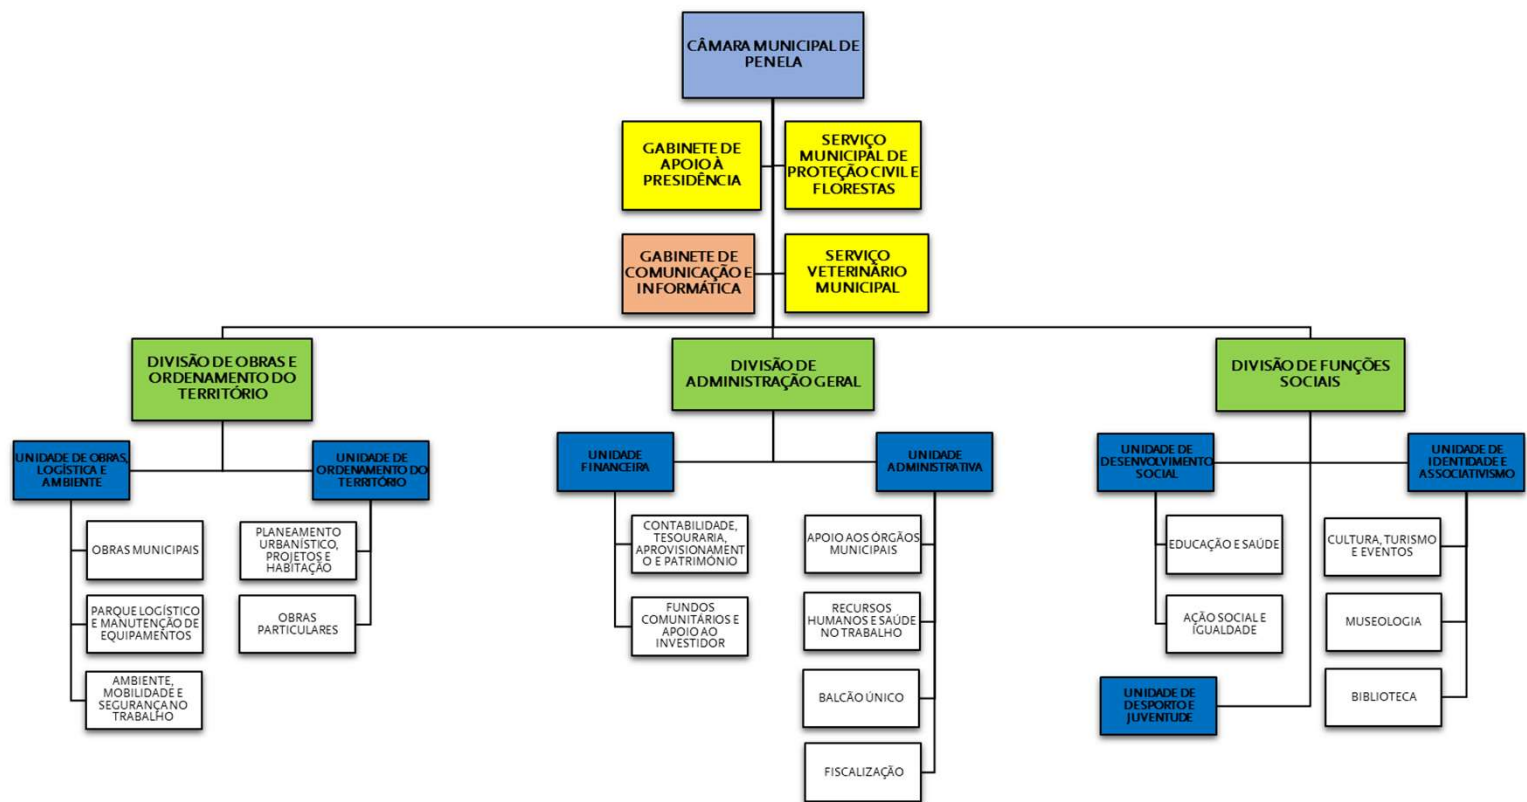 CÂMARA MUNICIPAL DE
PENELA
GABINETE DE
APOIO À
PRESIDÊNCIA
SERVIÇO
MUNICIPAL DE
PROTEÇÃO CIVIL E
FLORESTAS
GABINETE DE
COMUNICAÇÃO E
INFORMÁTICA
SERVIÇO
VETERINÁRIO
MUNICIPAL
DIVISÃO DE OBRAS E
ORDENAMENTO DO
TERRITÓRIO
DIVISÃO DE
ADMINISTRAÇÃO GERAL
DIVISÃO DE FUNÇÕES
SOCIAIS
UNIDADE DE OBRAS,
LOGÍSTICA E
AMBIENTE
UNIDADE DE
ORDENAMENTO DO
TERRITÓRIO
UNIDADE
FINANCEIRA
UNIDADE
ADMINISTRATIVA
UNIDADE DE
DESENVOLVIMENTO
SOCIAL
UNIDADE DE
IDENTIDADE E
ASSOCIATIVISMO
OBRAS MUNICIPAIS
PARQUE LOGÍSTICO
E MANUTENÇÃO DE
EQUIPAMENTOS
AMBIENTE,
MOBILIDADE E
SEGURANÇA NO
TRABALHO
PLANEAMENTO
URBANÍSTICO,
PROJETOS E
HABITAÇÃO
OBRAS
PARTICULARES
CONTABILIDADE,
TESOURARIA,
APROVISIONAMENT
O E PATRIMÓNIO
FUNDOS
COMUNITÁRIOS E
APOIO AO
INVESTIDOR
APOIO AOS ÓRGÃOS
MUNICIPAIS
RECURSOS
HUMANOS E SAÚDE
NO TRABALHO
BALCÃO ÚNICO
FISCALIZAÇÃO
EDUCAÇÃO E SAÚDE
AÇÃO SOCIAL E
IGUALDADE
UNIDADE DE
DESPORTO E
JUVENTUDE
CULTURA, TURISMO
E EVENTOS
MUSEOLOGIA
BIBLIOTECA